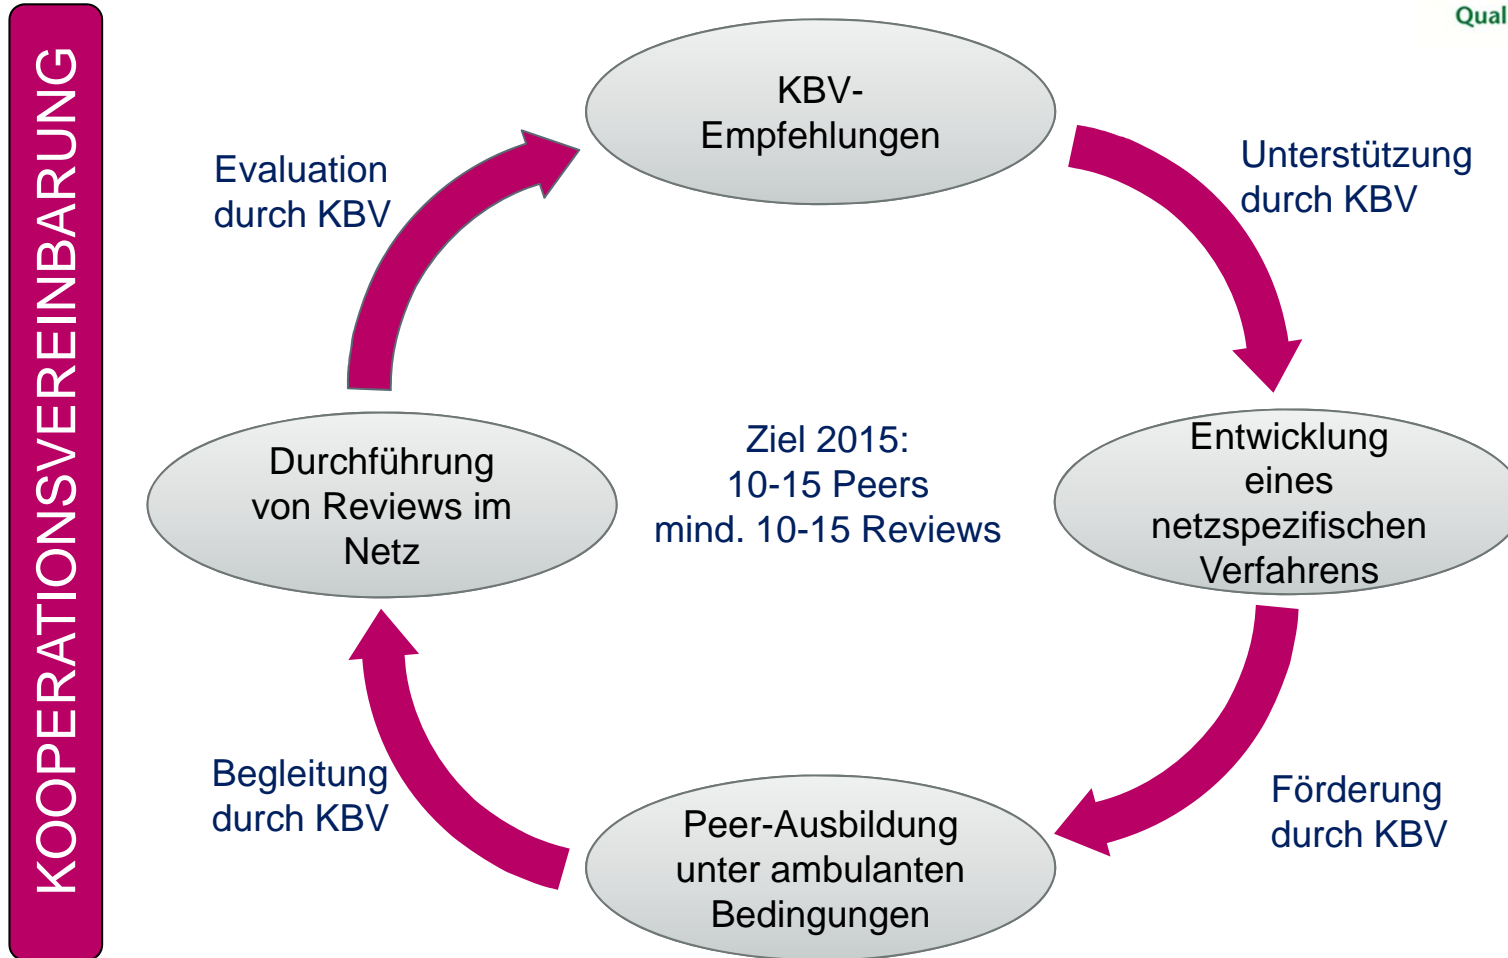 KOOPERATIONSVEREINBARUNG
Qual
KBV-
Empfehlungen
Unterstützung
durch KBV
Entwicklung
eines
netzspezifischen
Verfahrens
Förderung
durch KBV
Peer-Ausbildung
unter ambulanten
Bedingungen
Begleitung
durch KBV
Durchführung
von Reviews im
Netz
Evaluation
durch KBV
Ziel 2015:
10-15 Peers
mind. 10-15 Reviews